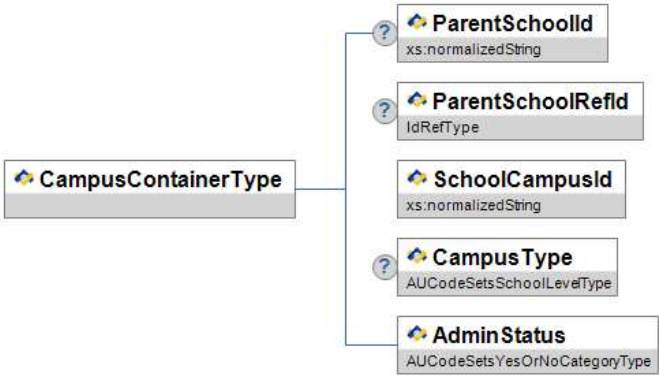 ?
ParentSchoolId
xs:normalizedString
?
ParentSchoolRefId
IdRefType
CampusContainerType
SchoolCampusId
xs:normalizedString
?
CampusType
AUCodeSetsSchoolLevelType
AdminStatus
AUCodeSetsYesOrNoCategoryType